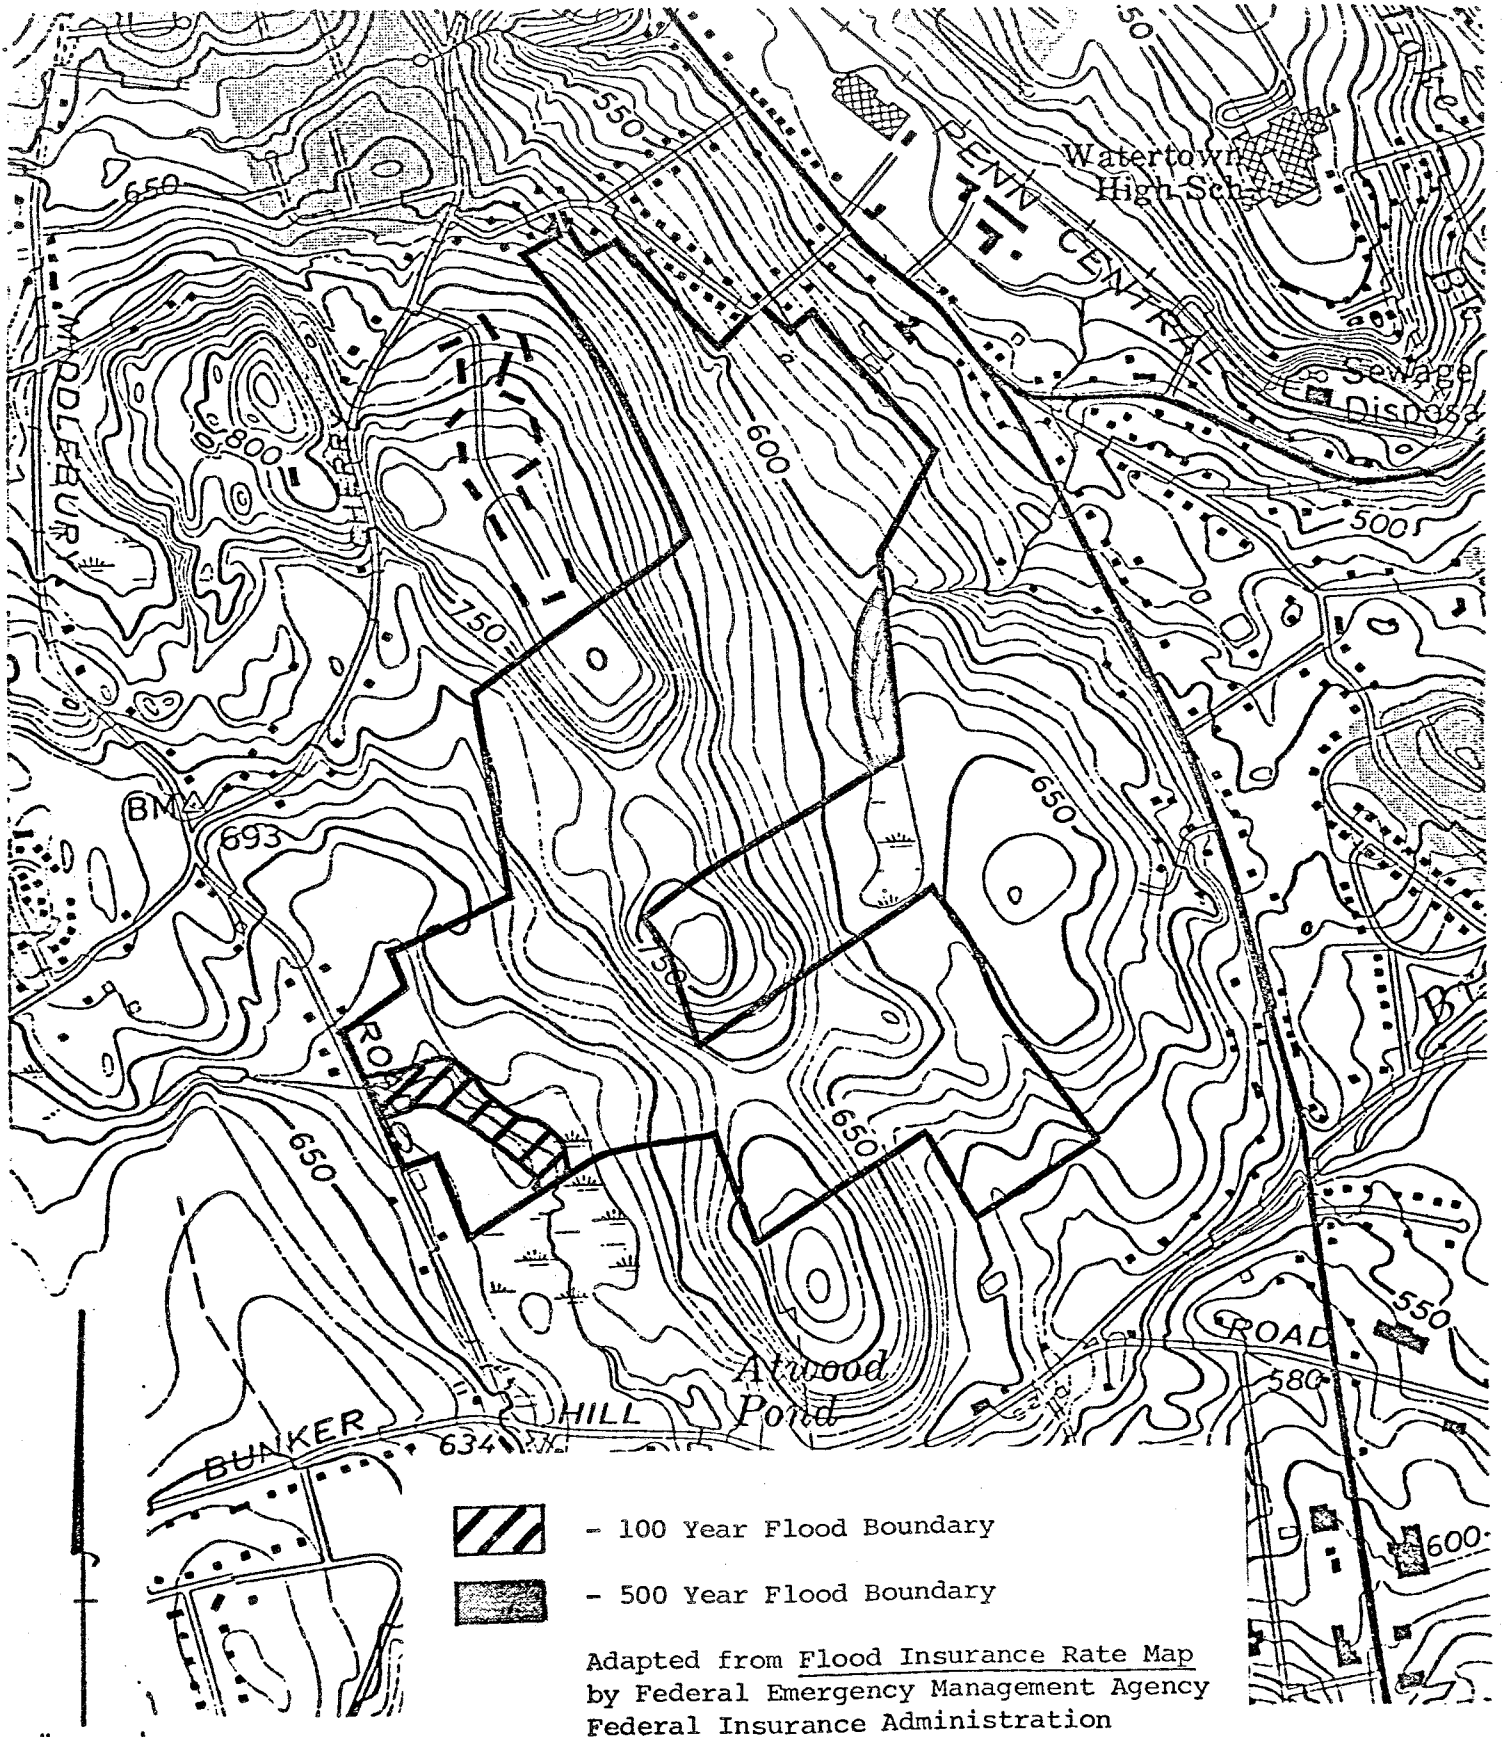 50
550
PENN CENTRAL
Watertown
High Sch
650
MIDDLEBURY
800
Sewage
Disposa
600
500
750
BM
693
650
750
ROAD
650
650
550
ROAD
580
Atwood
Pond
HILL
BUNKER
634
600
- 100 Year Flood Boundary
- 500 Year Flood Boundary
Adapted from Flood Insurance Rate Map
by Federal Emergency Management Agency
Federal Insurance Administration